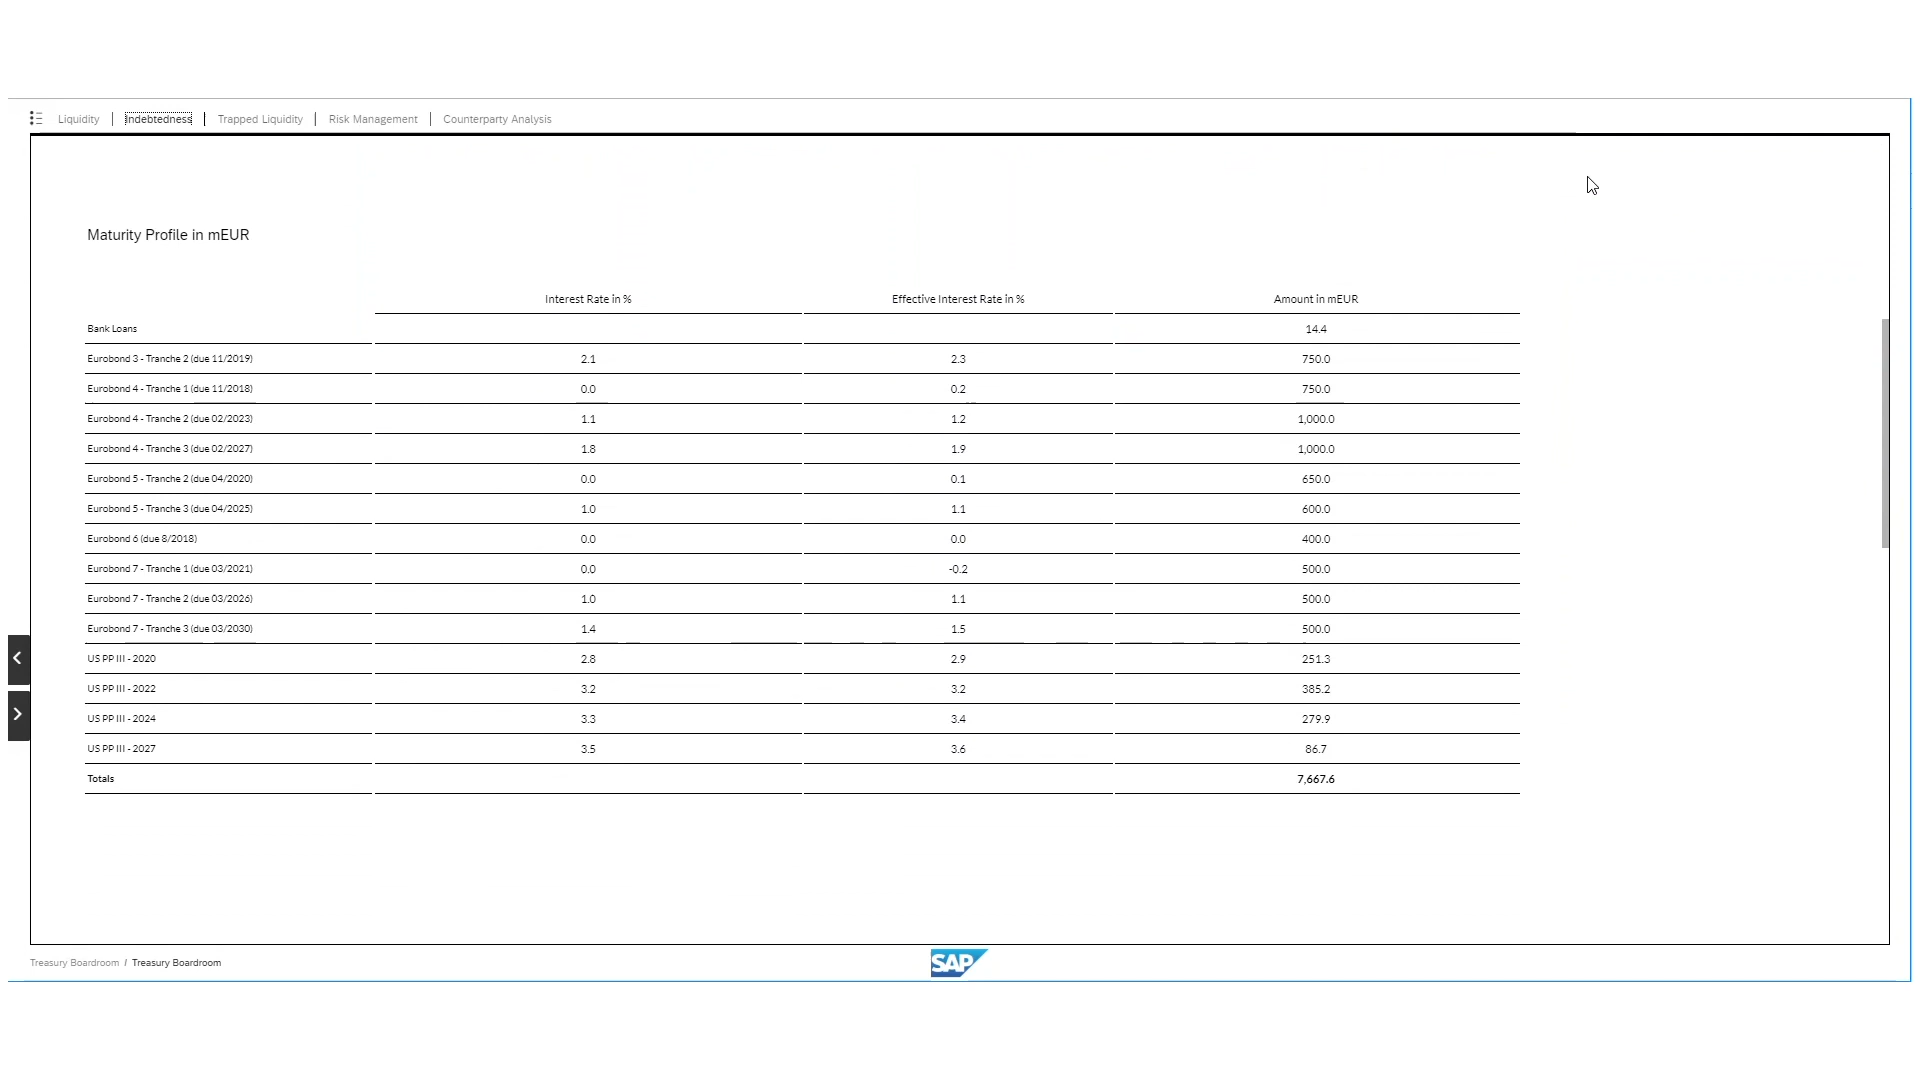 Liquidity | Indebtedness | Trapped Liquidity | Risk Management | Counterparty Analysis
Maturity Profile in mEUR
Interest Rate in % Effective Interest Rate in % Amount in mEUR
Bank Loans 14.4
Eurobond 3 - Tranche 2 (due 11/2019) 2.1 2.3 750.0
Eurobond 4 - Tranche 1 (due 11/2018) 0.0 0.2 750.0
Eurobond 4 - Tranche 2 (due 02/2023) 1.1 1.2 1,000.0
Eurobond 4 - Tranche 3 (due 02/2027) 1.8 1.9 1,000.0
Eurobond 5 - Tranche 2 (due 04/2020) 0.0 0.1 650.0
Eurobond 5 - Tranche 3 (due 04/2025) 1.0 1.1 600.0
Eurobond 6 (due 8/2018) 0.0 0.0 400.0
Eurobond 7 - Tranche 1 (due 03/2021) 0.0 -0.2 500.0
Eurobond 7 - Tranche 2 (due 03/2026) 1.0 1.1 500.0
Eurobond 7 - Tranche 3 (due 03/2030) 1.4 1.5 500.0
US PP III - 2020 2.8 2.9 251.3
US PP III - 2022 3.2 3.2 385.2
US PP III - 2024 3.3 3.4 279.9
US PP III - 2027 3.5 3.6 86.7
Totals 7,667.6
Treasury Boardroom / Treasury Boardroom
SAP